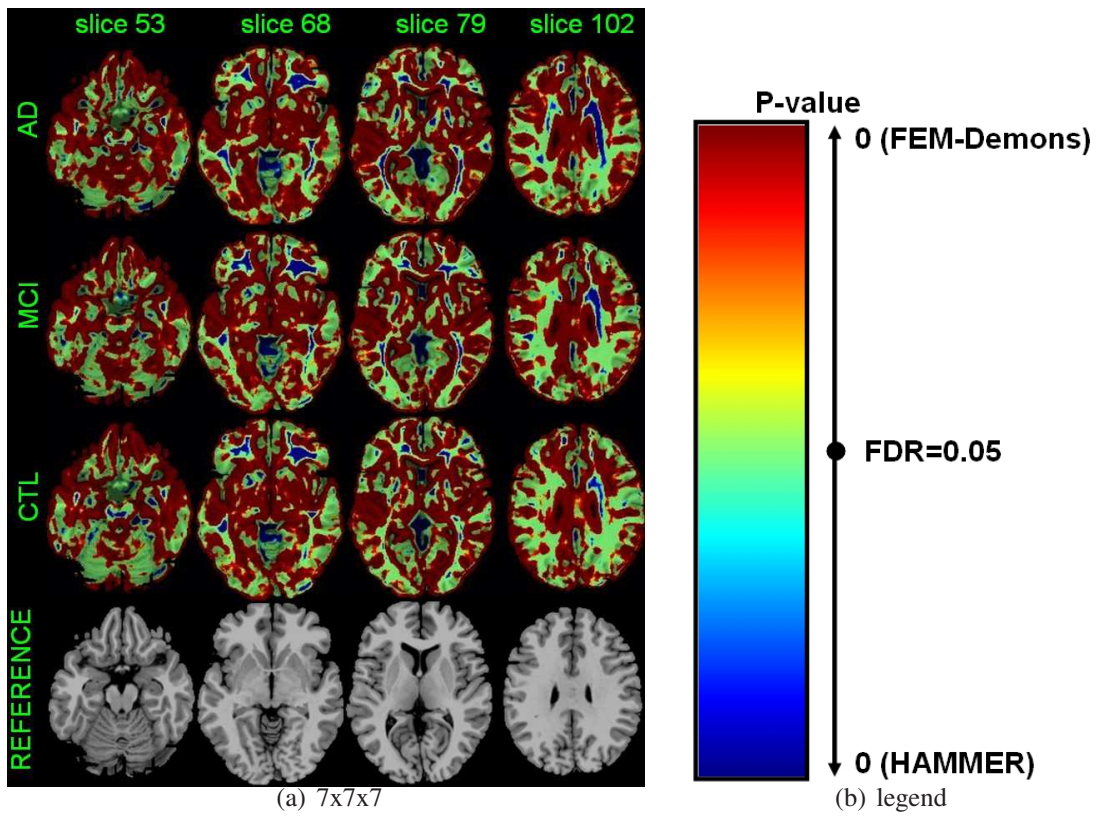 slice 53 slice 68 slice 79 slice 102
AD
MCI
CTL
REFERENCE
(a) 7x7x7
P-value
0 (FEM-Demons)
FDR=0.05
0 (HAMMER)
(b) legend